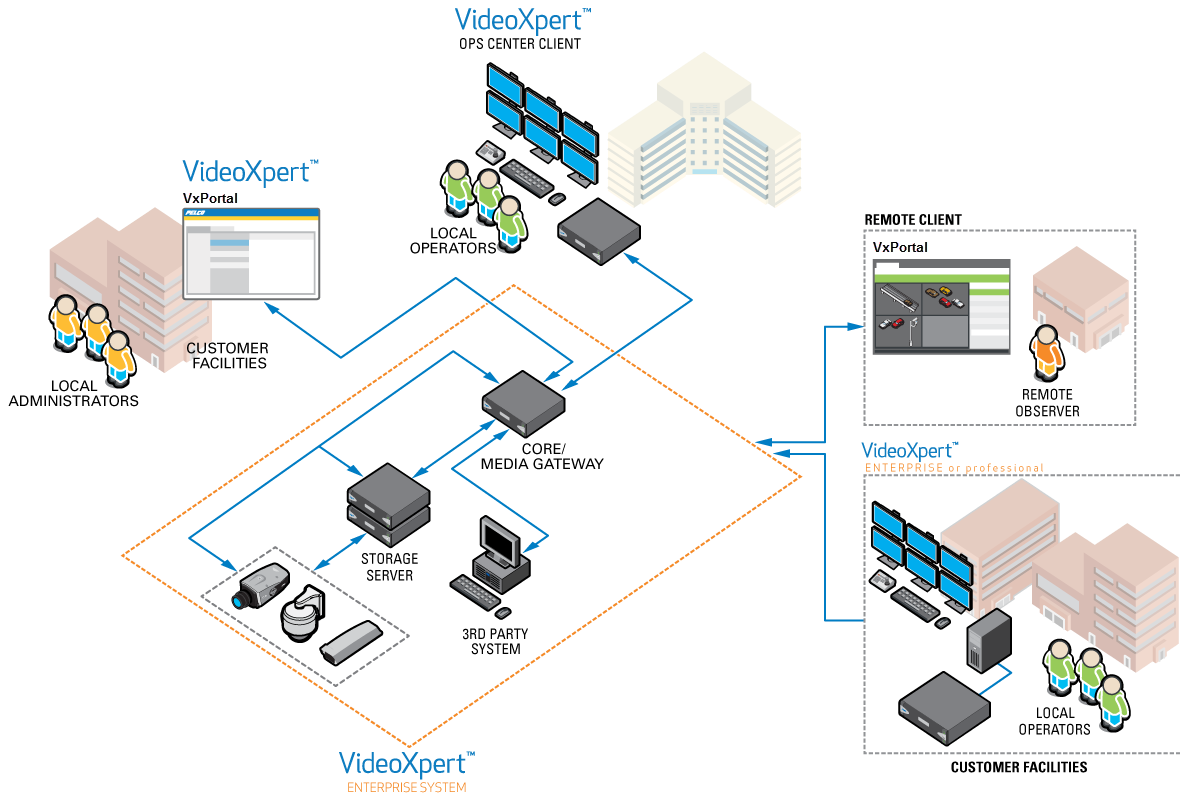 VideoXpert™
OPS CENTER CLIENT
LOCAL
OPERATORS
VideoXpert™
VxPortal
PELCO
CUSTOMER
FACILITIES
LOCAL
ADMINISTRATORS
REMOTE CLIENT
VxPortal
REMOTE
OBSERVER
CORE/
MEDIA GATEWAY
STORAGE
SERVER
3RD PARTY
SYSTEM
VideoXpert™
ENTERPRISE or professional
LOCAL
OPERATORS
CUSTOMER FACILITIES
VideoXpert™
ENTERPRISE SYSTEM